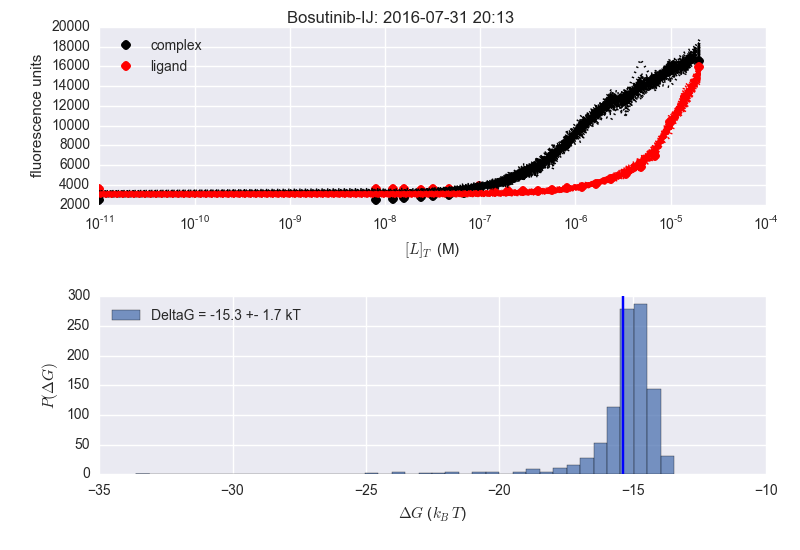 Bosutinib-IJ: 2016-07-31 20:13
20000
18000
16000
14000
12000
10000
8000
6000
4000
2000
fluorescence units
complex
ligand
10⁻¹¹ 10⁻¹⁰ 10⁻⁹ 10⁻⁸ 10⁻⁷ 10⁻⁶ 10⁻⁵ 10⁻⁴
[L]_T (M)
300
250
200
150
100
50
0
P(ΔG)
DeltaG = -15.3 +- 1.7 kT
−35 −30 −25 −20 −15 −10
ΔG (k_B T)